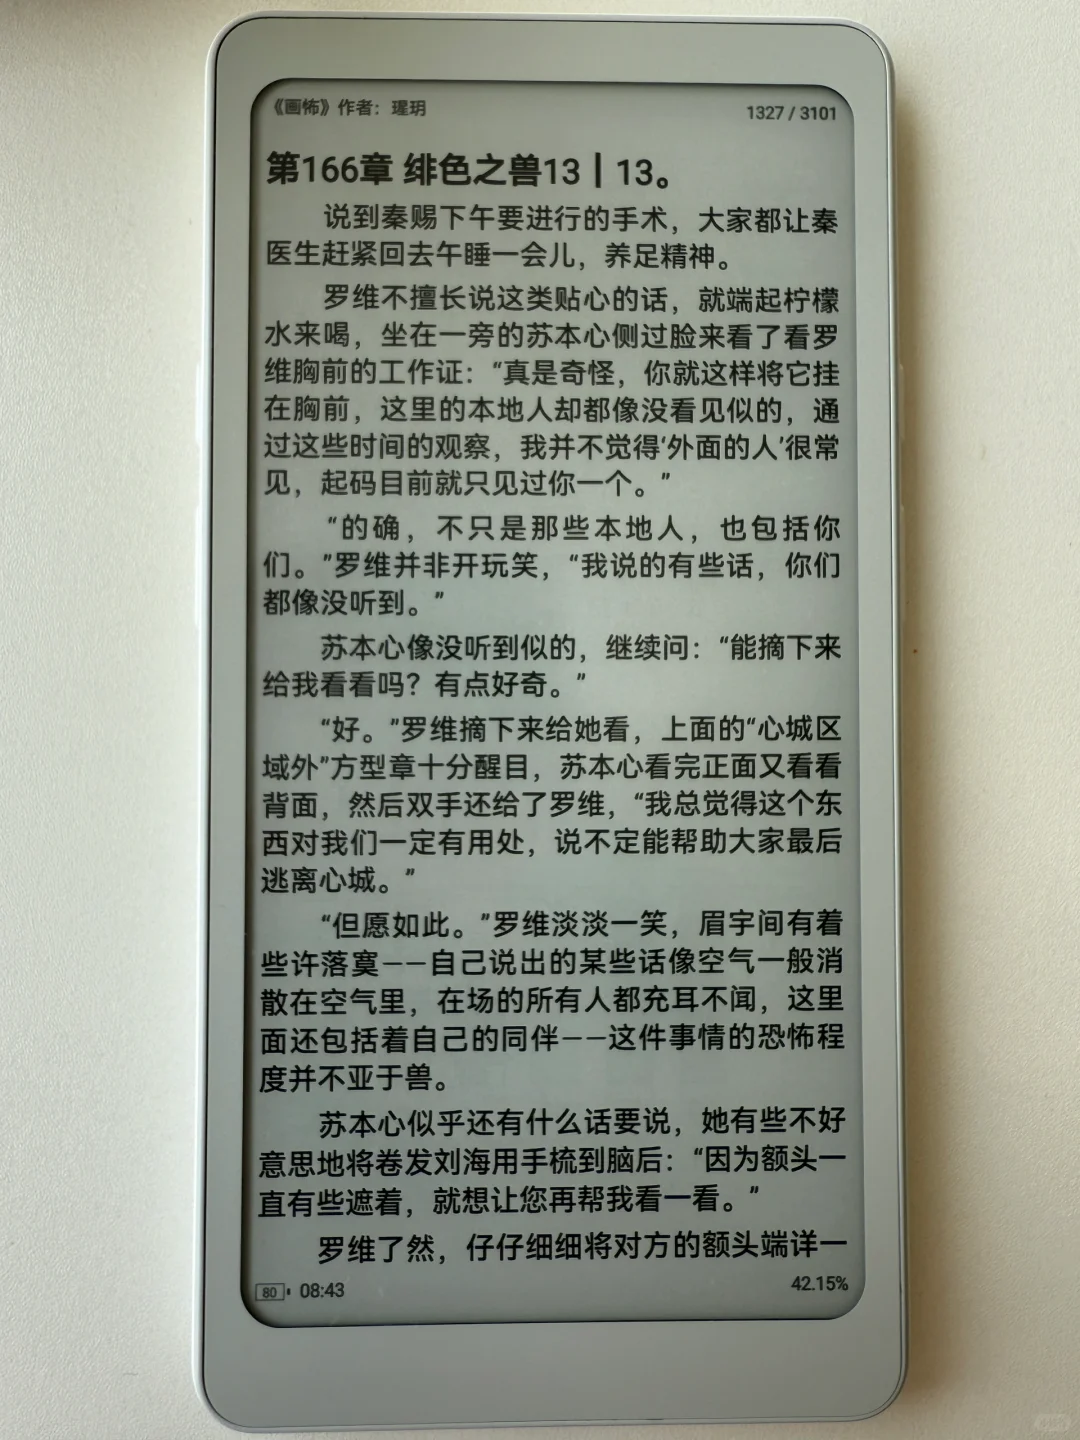 《画怖》作者：瑆玥
1327 / 3101
第166章 绯色之兽13┃13。
说到秦赐下午要进行的手术，大家都让秦
医生赶紧回去午睡一会儿，养足精神。
罗维不擅长说这类贴心的话，就端起柠檬
水来喝，坐在一旁的苏本心侧过脸来看了看罗
维胸前的工作证：“真是奇怪，你就这样将它挂
在胸前，这里的本地人却都像没看见似的，通
过这些时间的观察，我并不觉得‘外面的人’很常
见，起码目前就只见过你一个。”
“的确，不只是那些本地人，也包括你
们。”罗维并非开玩笑，“我说的有些话，你们
都像没听到。”
苏本心像没听到似的，继续问：“能摘下来
给我看看吗？有点好奇。”
“好。”罗维摘下来给她看，上面的“心城区
域外”方型章十分醒目，苏本心看完正面又看看
背面，然后双手还给了罗维，“我总觉得这个东
西对我们一定有用处，说不定能帮助大家最后
逃离心城。”
“但愿如此。”罗维淡淡一笑，眉宇间有着
些许落寞——自己说出的某些话像空气一般消
散在空气里，在场的所有人都充耳不闻，这里
面还包括着自己的同伴——这件事情的恐怖程
度并不亚于兽。
苏本心似乎还有什么话要说，她有些不好
意思地将卷发刘海用手梳到脑后：“因为额头一
直有些遮着，就想让您再帮我看一看。”
罗维了然，仔仔细细将对方的额头端详一
80 08:43
42.15%